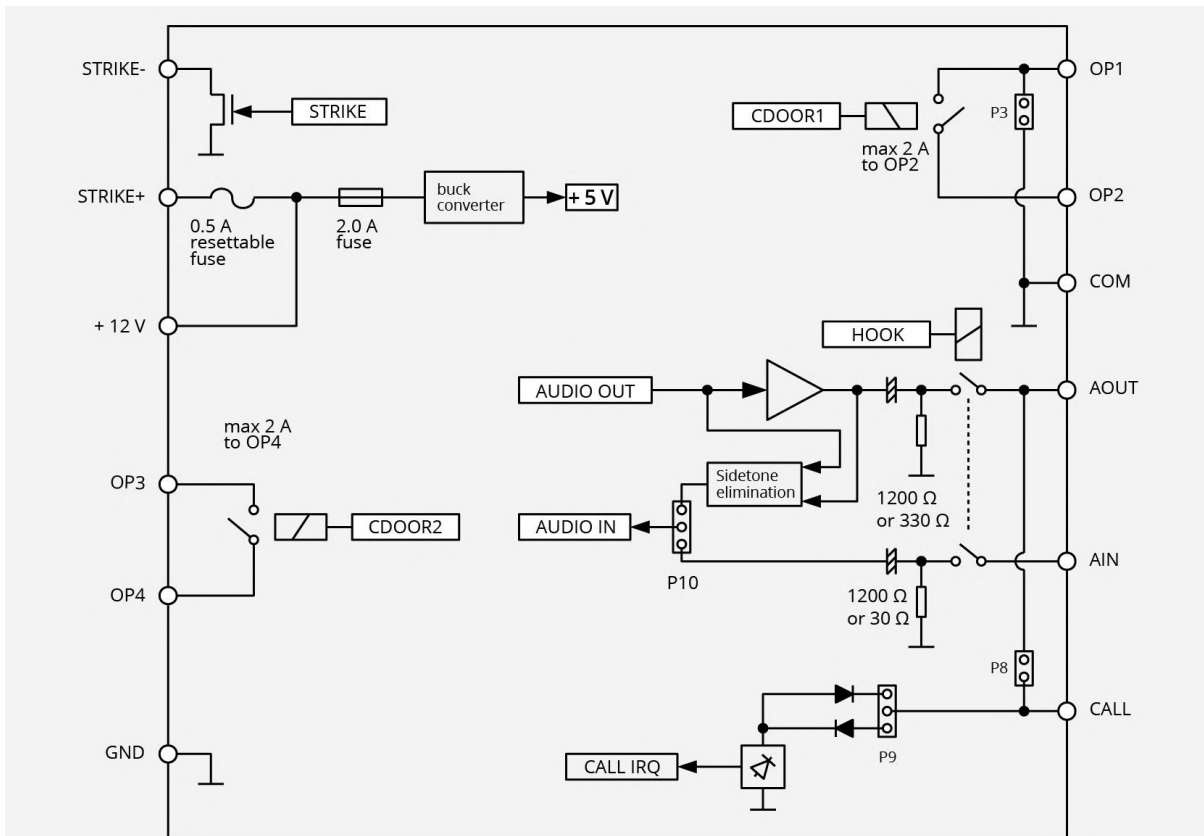 STRIKE-
STRIKE
STRIKE+
0.5 A
resettable
fuse
2.0 A
fuse
buck
converter
+ 5 V
+ 12 V
max 2 A
to OP4
OP3
CDOOR2
OP4
GND
CDOOR1
max 2 A
to OP2
P3
OP1
OP2
COM
HOOK
AUDIO OUT
AOUT
Sidetone
elimination
1200 Ω
or 330 Ω
AUDIO IN
P10
AIN
1200 Ω
or 30 Ω
P8
CALL
P9
CALL IRQ